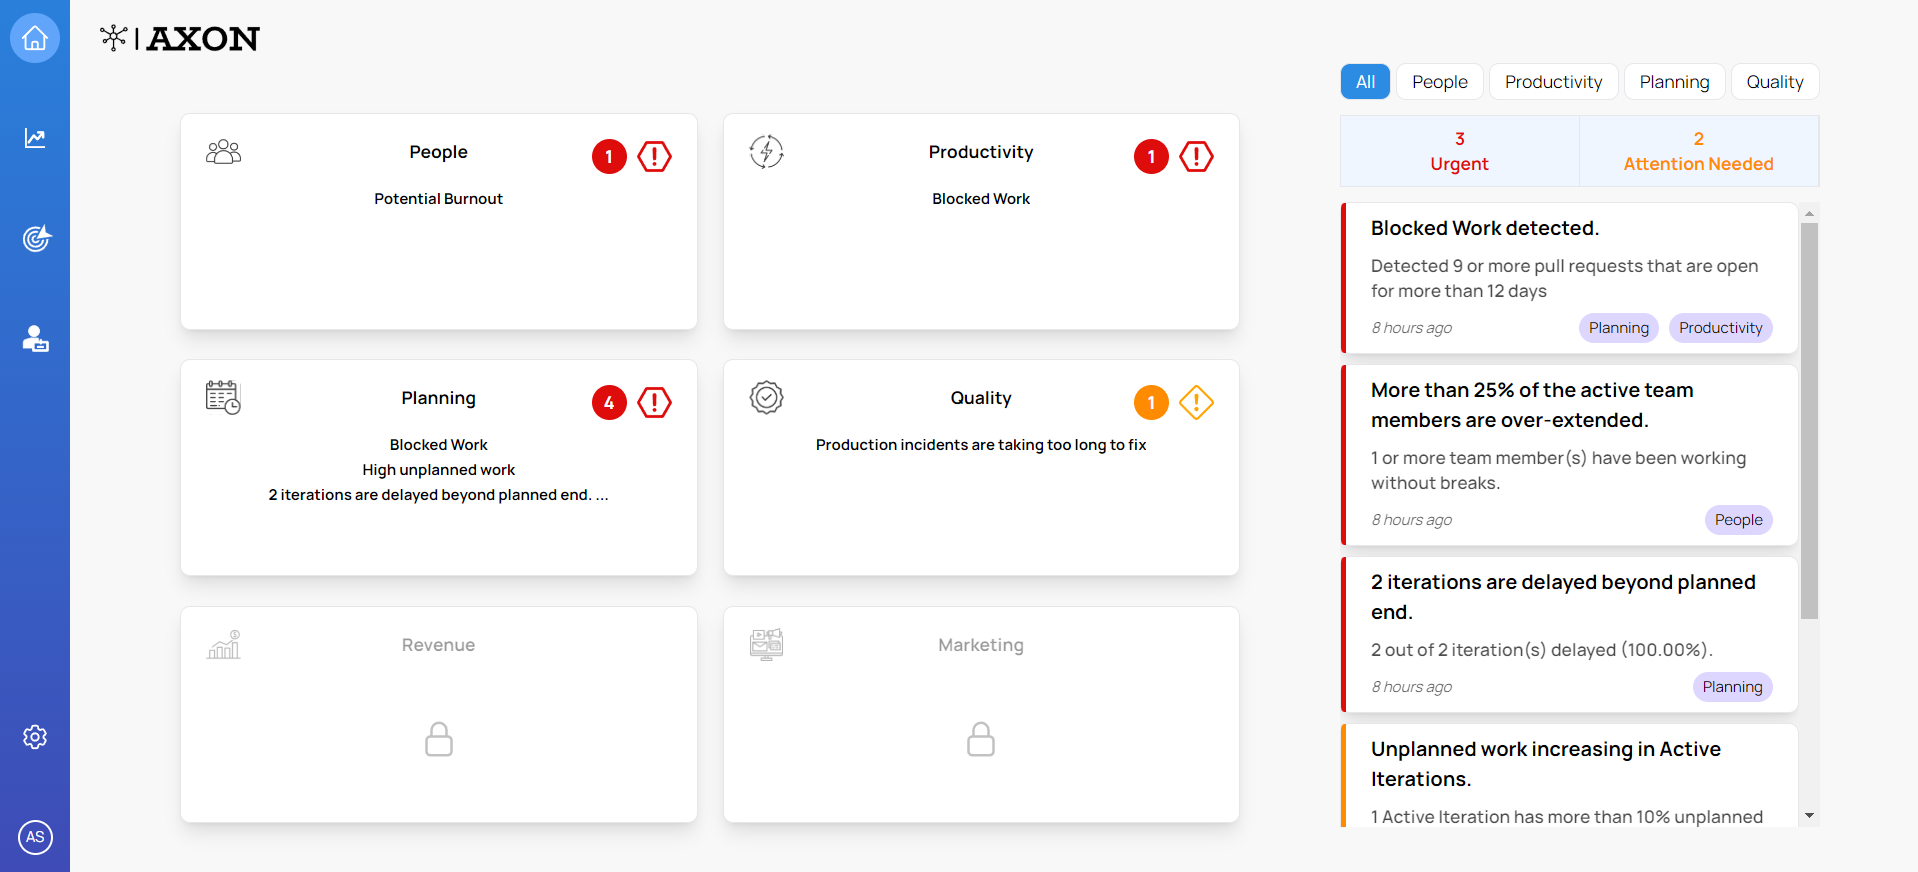 AXON
All
People
Productivity
Planning
Quality
3
Urgent
2
Attention Needed
People
1
Potential Burnout
Productivity
1
Blocked Work
Planning
4
Blocked Work
High unplanned work
2 iterations are delayed beyond planned end. ...
Quality
1
Production incidents are taking too long to fix
Revenue
Marketing
Blocked Work detected.
Detected 9 or more pull requests that are open
for more than 12 days
8 hours ago
Planning
Productivity
More than 25% of the active team
members are over-extended.
1 or more team member(s) have been working
without breaks.
8 hours ago
People
2 iterations are delayed beyond planned
end.
2 out of 2 iteration(s) delayed (100.00%).
8 hours ago
Planning
Unplanned work increasing in Active
Iterations.
1 Active Iteration has more than 10% unplanned
AS